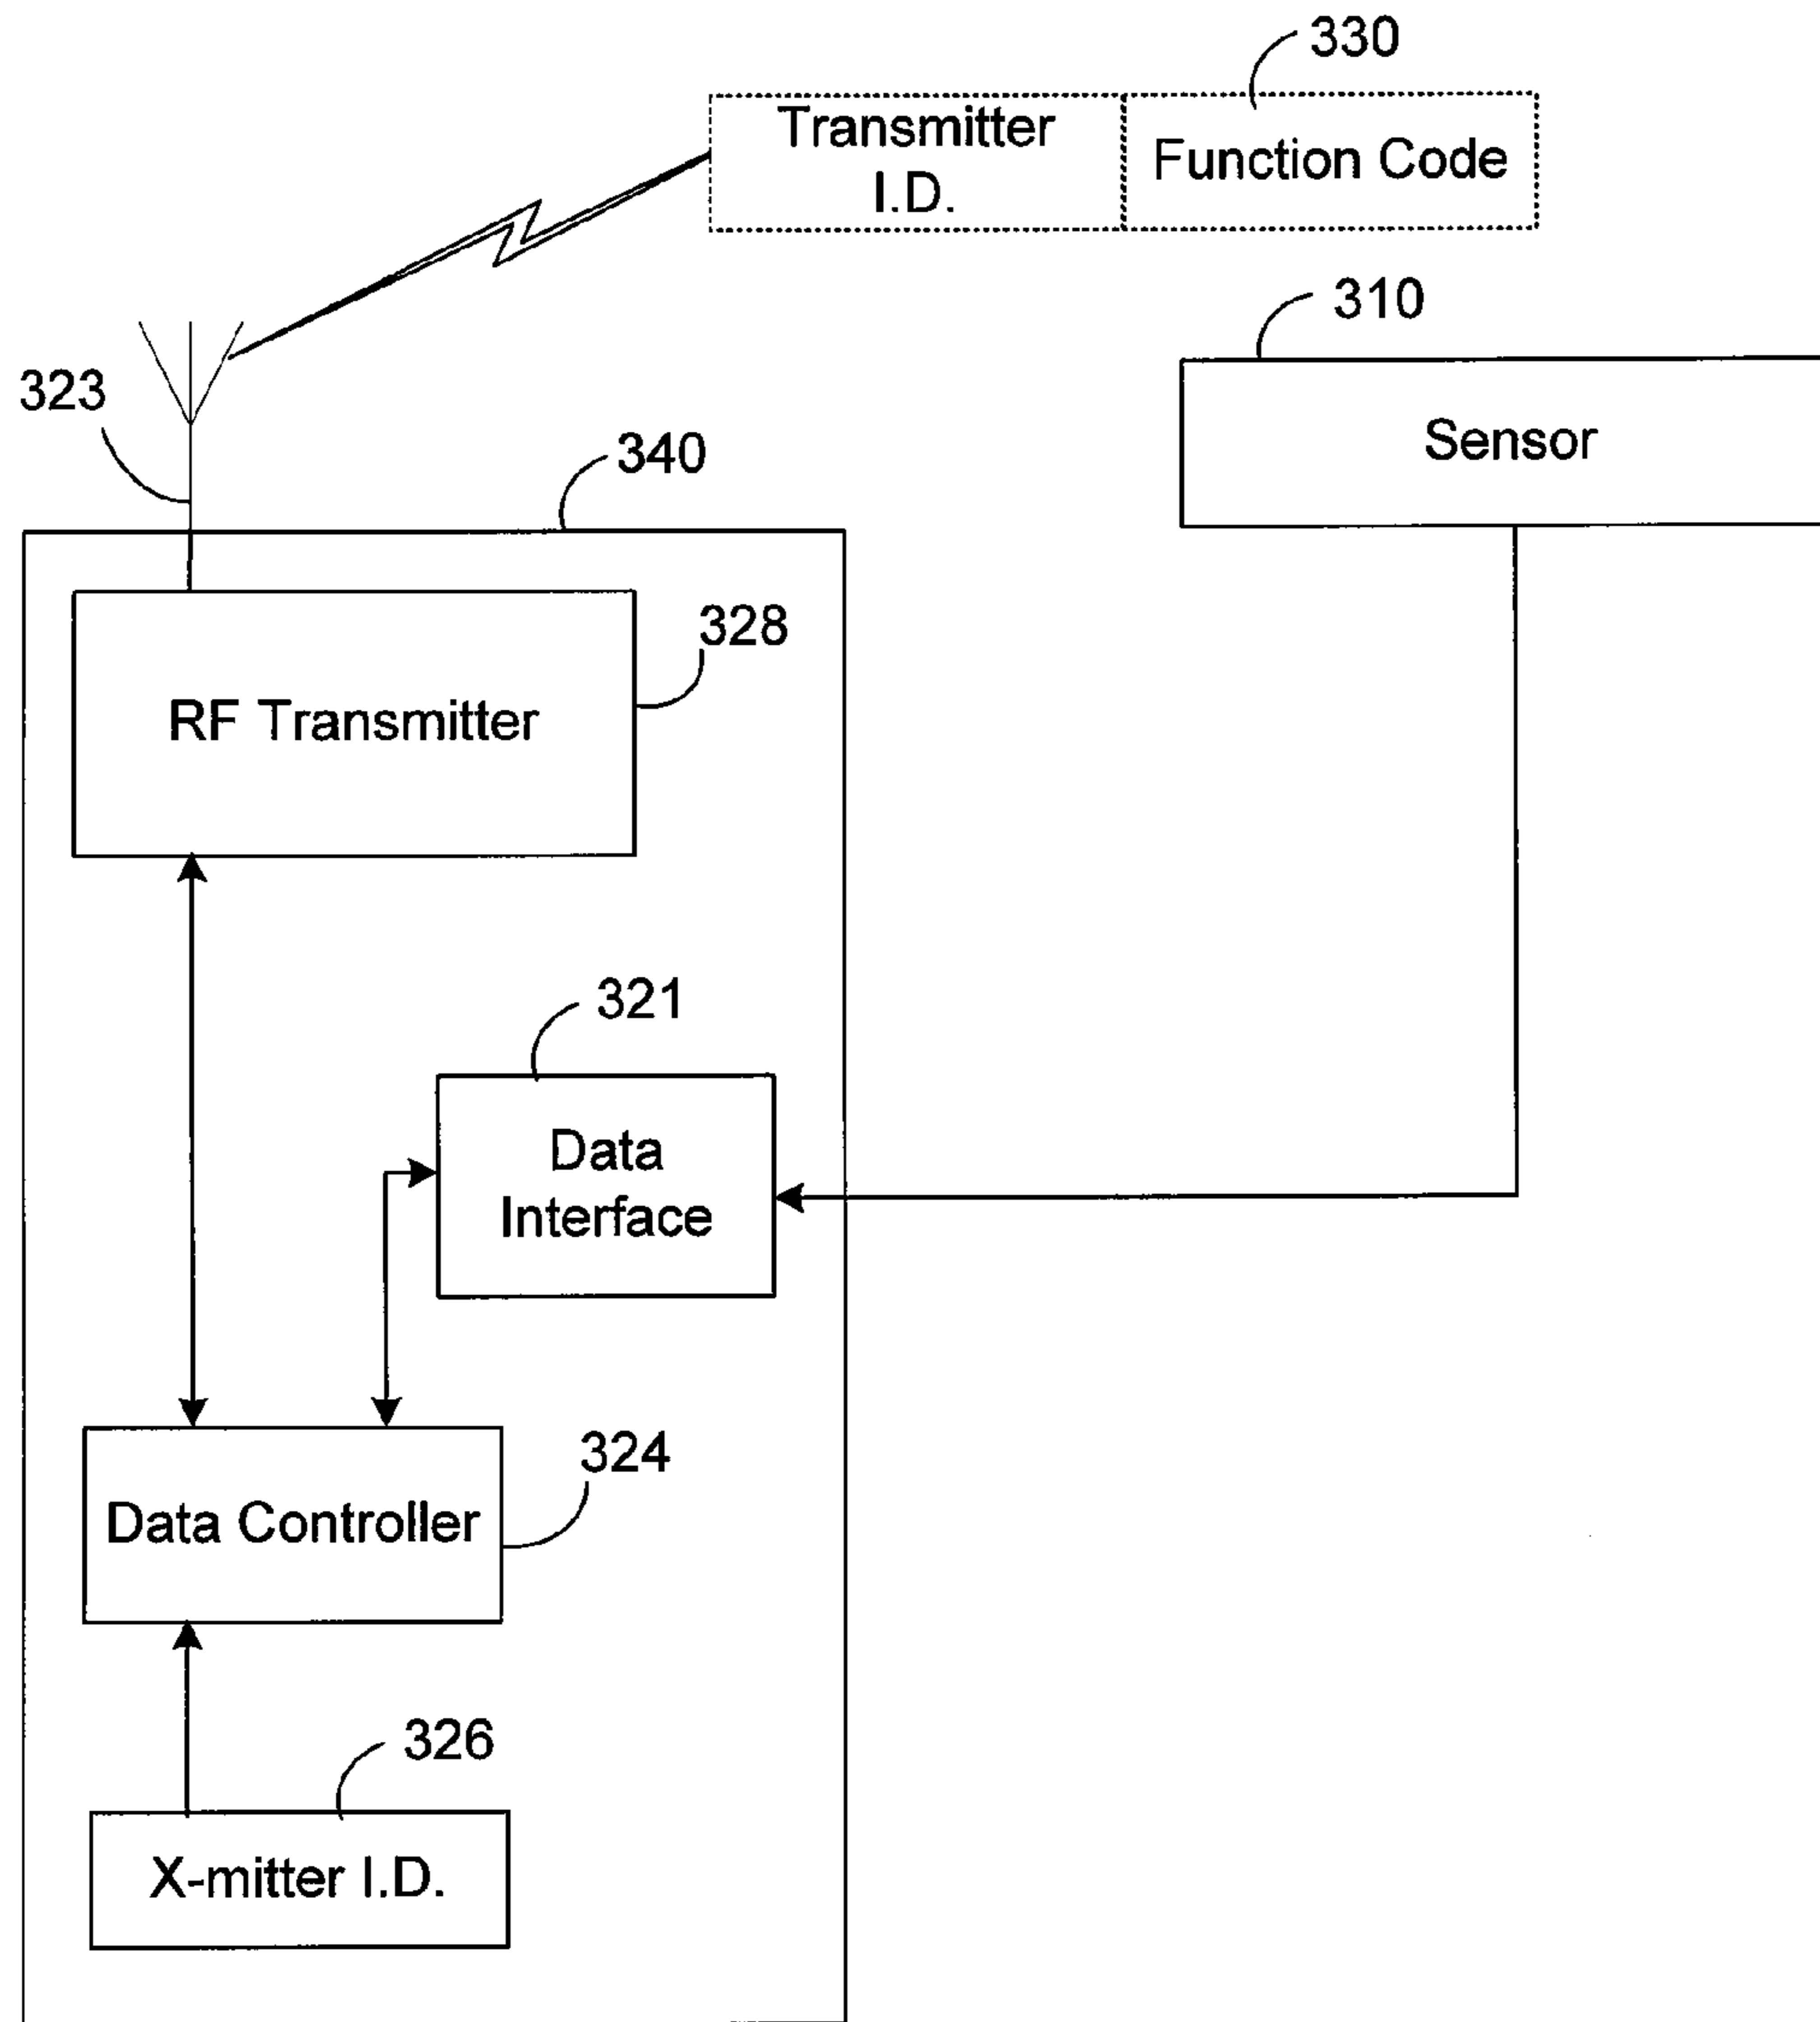 330
Transmitter
I.D.
Function Code
310
Sensor
323
340
328
RF Transmitter
321
Data
Interface
324
Data Controller
326
X-mitter I.D.